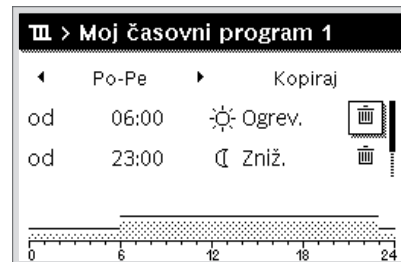 > Moj časovni program 1
Po-Pe Kopiraj
od 06:00 Ogrev.
od 23:00 Zniž.
0 6 12 18 24